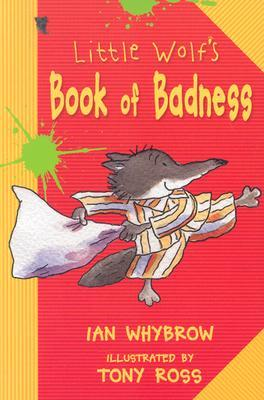 Little Wolf's
Book of Badness
IAN WHYBROW
ILLUSTRATED BY
TONY ROSS